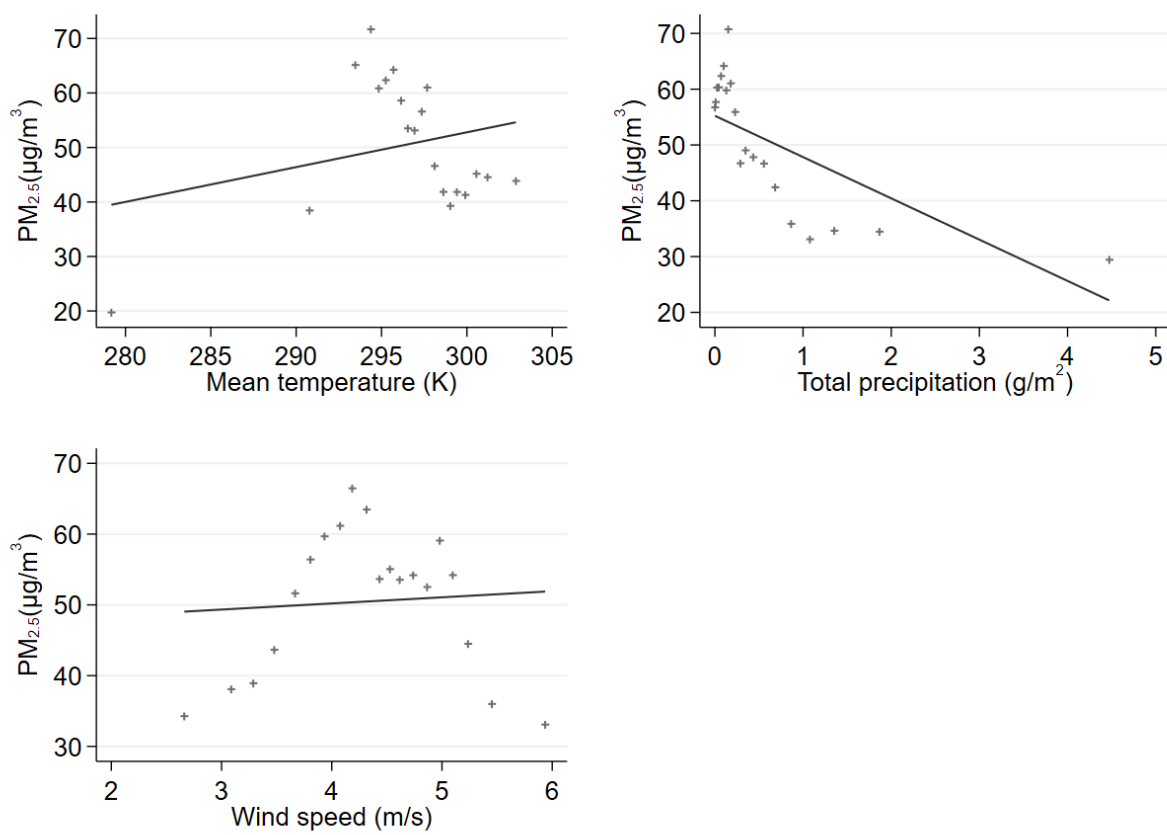 70
60
50
40
30
20
PM2.5(μg/m3)
280 285 290 295 300 305
Mean temperature (K)
70
60
50
40
30
20
PM2.5(μg/m3)
0 1 2 3 4 5
Total precipitation (g/m2)
70
60
50
40
30
PM2.5(μg/m3)
2 3 4 5 6
Wind speed (m/s)